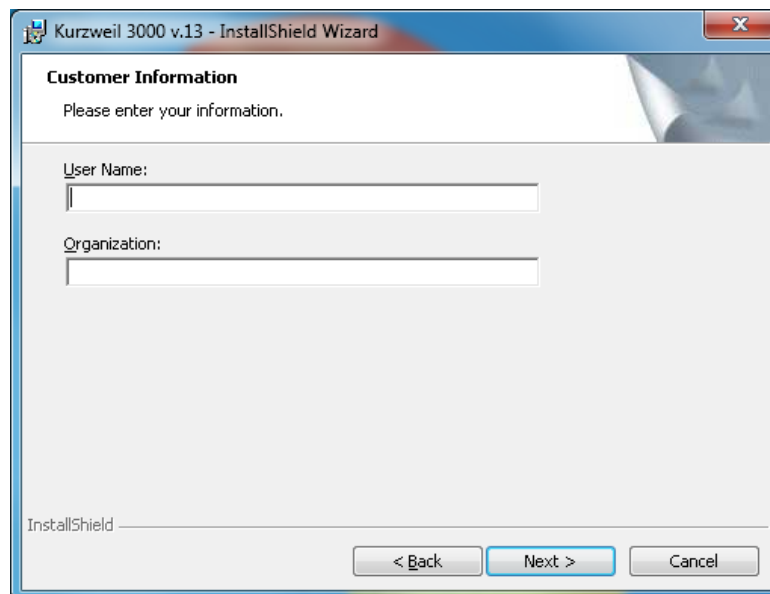 Kurzweil 3000 v.13 - InstallShield Wizard
Customer Information
Please enter your information.
User Name:
Organization:
InstallShield
< Back Next > Cancel